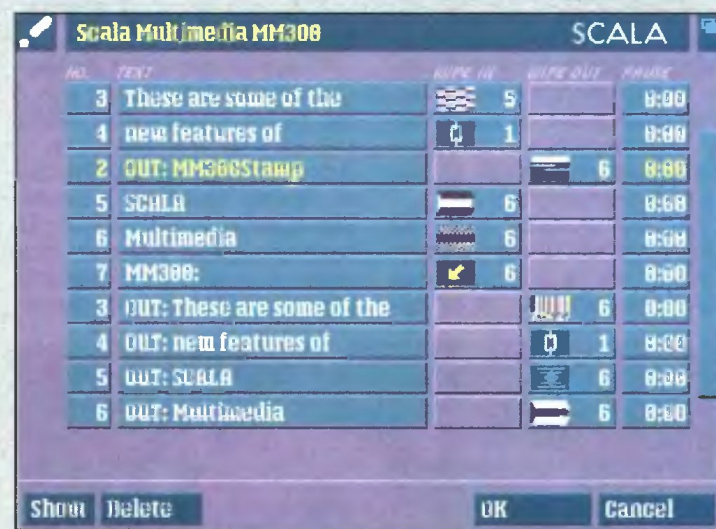 Scala Multimedia MM300 SCALA
NO. TEXT WIPE IN WIPE OUT PAUSE
3 These are some of the 5 0:00
4 new features of 1 0:00
2 OUT: MM300Stamp 6 0:00
5 SCALA 6 0:00
6 Multimedia 6 0:00
7 MM300: 6 0:00
3 OUT: These are some of the 6 0:00
4 OUT: new features of 1 0:00
5 OUT: SCALA 6 0:00
6 OUT: Multimedia 6 0:00
Show Delete OK Cancel